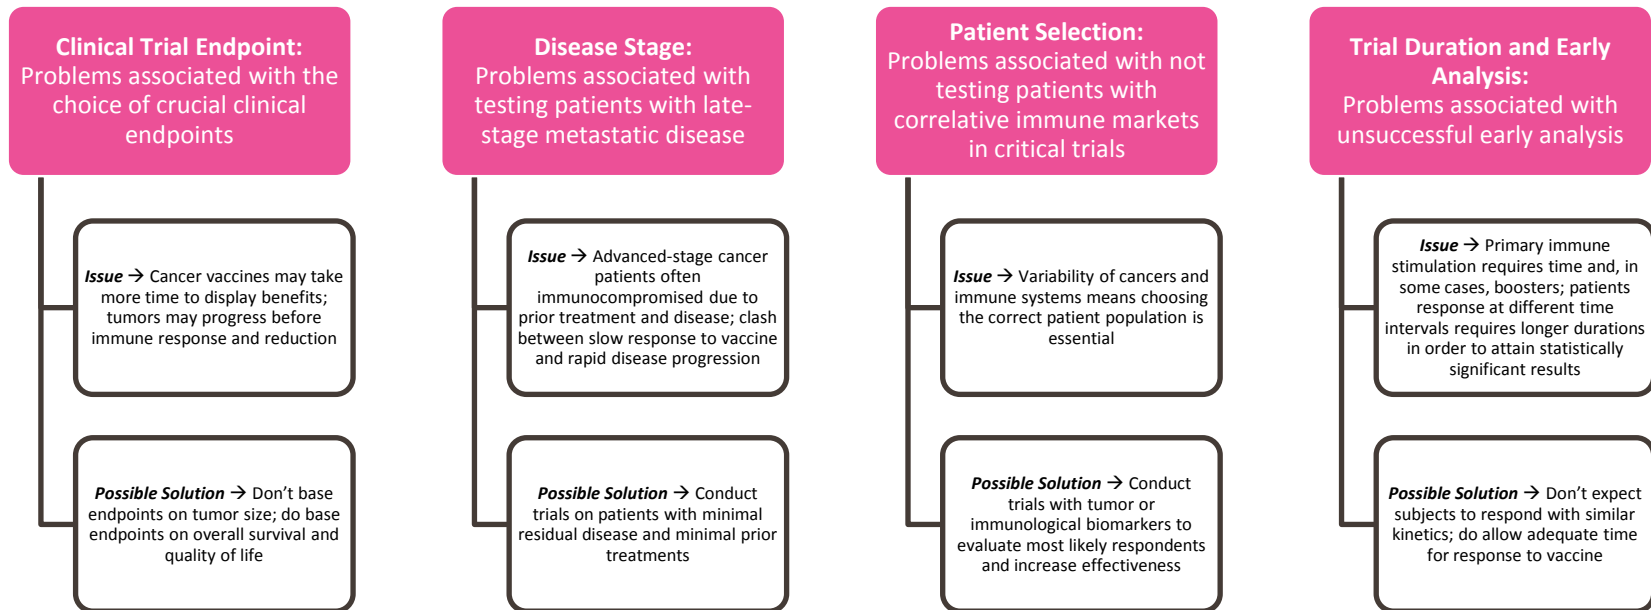 Clinical Trial Endpoint:
Problems associated with the
choice of crucial clinical
endpoints
Issue → Cancer vaccines may take
more time to display benefits;
tumors may progress before
immune response and reduction
Possible Solution → Don’t base
endpoints on tumor size; do base
endpoints on overall survival and
quality of life
Disease Stage:
Problems associated with
testing patients with late-
stage metastatic disease
Issue → Advanced-stage cancer
patients often
immunocompromised due to
prior treatment and disease; clash
between slow response to vaccine
and rapid disease progression
Possible Solution → Conduct
trials on patients with minimal
residual disease and minimal prior
treatments
Patient Selection:
Problems associated with not
testing patients with
correlative immune markets
in critical trials
Issue → Variability of cancers and
immune systems means choosing
the correct patient population is
essential
Possible Solution → Conduct
trials with tumor or
immunological biomarkers to
evaluate most likely respondents
and increase effectiveness
Trial Duration and Early
Analysis:
Problems associated with
unsuccessful early analysis
Issue → Primary immune
stimulation requires time and, in
some cases, boosters; patients
response at different time
intervals requires longer durations
in order to attain statistically
significant results
Possible Solution → Don’t expect
subjects to respond with similar
kinetics; do allow adequate time
for response to vaccine